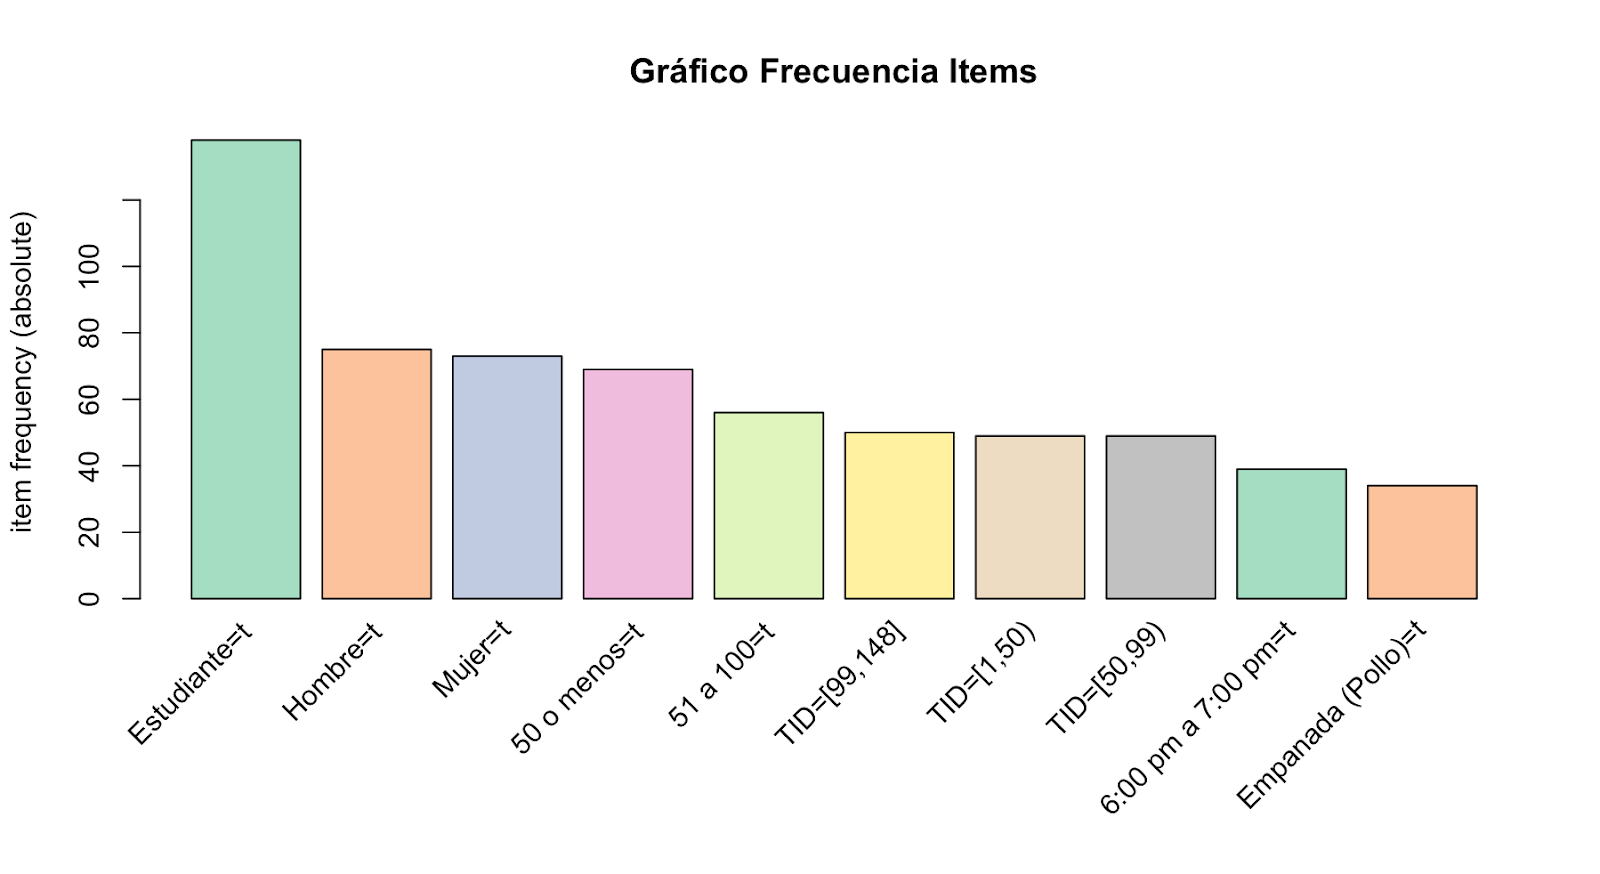 Gráfico Frecuencia Items
item frequency (absolute)
100
80
60
40
20
0
Estudiante=t
Hombre=t
Mujer=t
50 o menos=t
51 a 100=t
TID=[99,148]
TID=[1,50)
TID=[50,99)
6:00 pm a 7:00 pm=t
Empanada (Pollo)=t